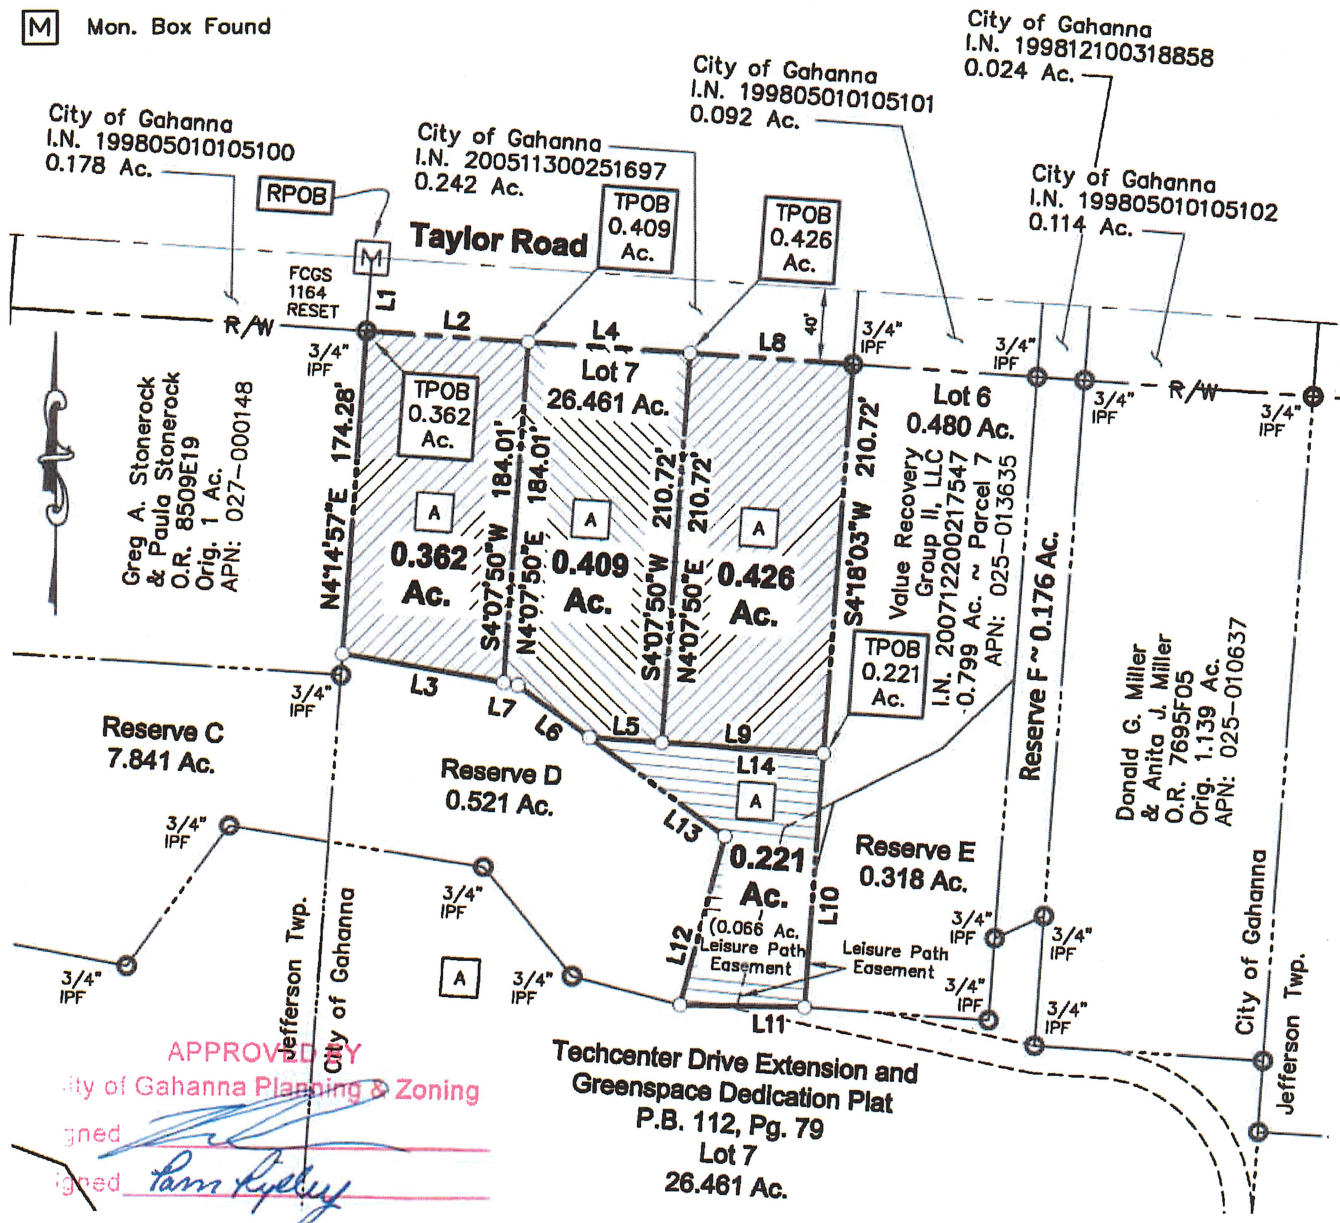 M Mon. Box Found
City of Gahanna
I.N. 199812100318858
0.024 Ac.
City of Gahanna
I.N. 199805010105101
0.092 Ac.
City of Gahanna
I.N. 199805010105100
0.178 Ac.
City of Gahanna
I.N. 200511300251697
0.242 Ac.
City of Gahanna
I.N. 199805010105102
0.114 Ac.
RPOB
TPOB
0.409
Ac.
TPOB
0.426
Ac.
Taylor Road
M
FCGS
1164
RESET
L1
R/W
L2
L4
L8
40'
3/4"
IPF
3/4"
IPF
3/4"
IPF
3/4"
IPF
R/W
3/4"
IPF
TPOB
0.362
Ac.
Lot 7
26.461 Ac.
Lot 6
0.480 Ac.
Greg A. Stonerock
& Paula Stonerock
O.R. 8509E19
Orig. 1 Ac.
APN: 027-000148
N4°14'57"E 174.28'
A
0.362
Ac.
S4°07'50"W 184.01'
N4°07'50"E 184.01'
A
0.409
Ac.
S4°07'50"W 210.72'
N4°07'50"E 210.72'
A
0.426
Ac.
S4°18'03"W 210.72'
Value Recovery
Group II, LLC
I.N. 200712200217547
0.799 Ac. ~ Parcel 7
APN: 025-013635
TPOB
0.221
Ac.
Reserve F ~ 0.176 Ac.
Donald G. Miller
& Anita J. Miller
O.R. 7695F05
Orig. 1.139 Ac.
APN: 025-010637
3/4"
IPF
L3
L7
L6
L5
L9
L14
Reserve C
7.841 Ac.
Reserve D
0.521 Ac.
A
L13
3/4"
IPF
3/4"
IPF
0.221
Ac.
(0.066 Ac.
Leisure Path
Easement
L10
L12
Reserve E
0.318 Ac.
Leisure Path
Easement
3/4"
IPF
3/4"
IPF
3/4"
IPF
3/4"
IPF
3/4"
IPF
3/4"
IPF
A
L11
Jefferson Twp.
City of Gahanna
City of Gahanna
Jefferson Twp.
Techcenter Drive Extension and
Greenspace Dedication Plat
P.B. 112, Pg. 79
Lot 7
26.461 Ac.
APPROVED BY
ity of Gahanna Planning & Zoning
gned
igned Pam Ripley